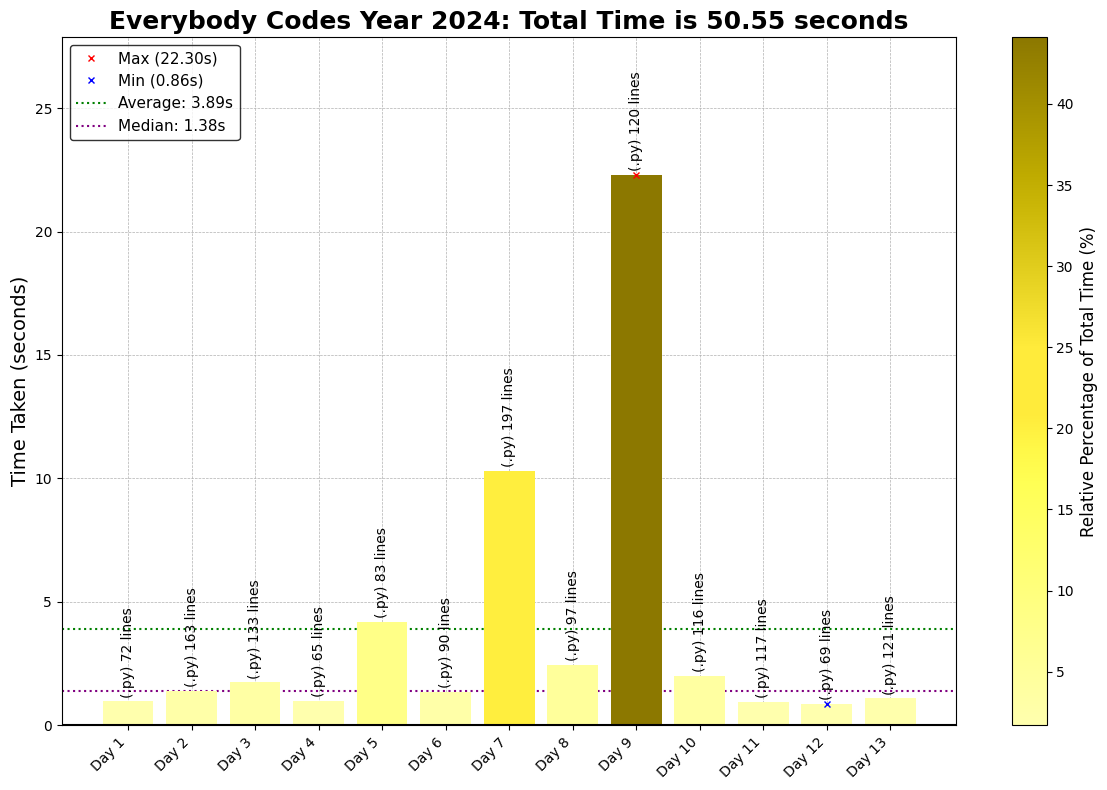 Everybody Codes Year 2024: Total Time is 50.55 seconds
Max (22.30s)
Min (0.86s)
Average: 3.89s
Median: 1.38s
Time Taken (seconds)
25
20
15
10
5
0
(.py) 72 lines
(.py) 163 lines
(.py) 133 lines
(.py) 65 lines
(.py) 83 lines
(.py) 90 lines
(.py) 197 lines
(.py) 97 lines
(.py) 120 lines
(.py) 116 lines
(.py) 117 lines
(.py) 69 lines
(.py) 121 lines
Day 1
Day 2
Day 3
Day 4
Day 5
Day 6
Day 7
Day 8
Day 9
Day 10
Day 11
Day 12
Day 13
40
35
30
25
20
15
10
5
Relative Percentage of Total Time (%)